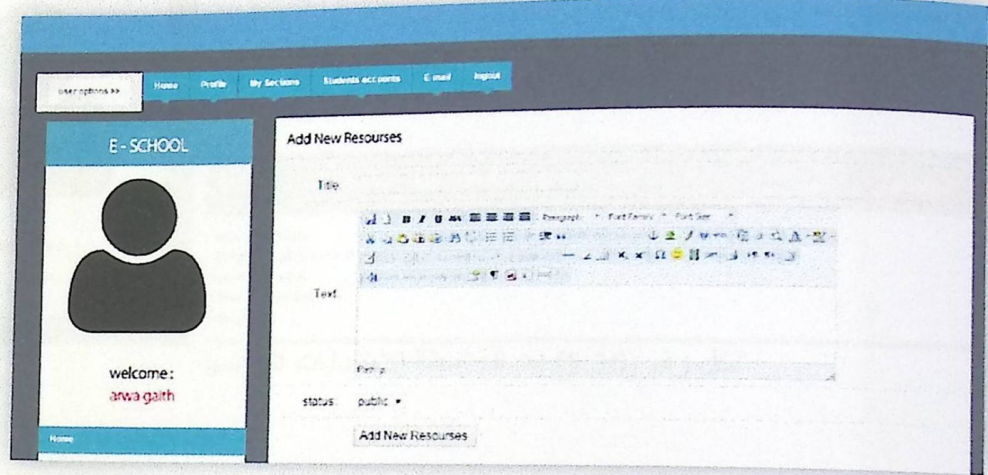 user options >>
Home Profile My Sections Students accounts E-mail logout
E - SCHOOL
welcome :
arwa gaith
Home
Add New Resourses
Title:
Paragraph Font Family Font Size
Text:
Path: p
status: public
Add New Resourses